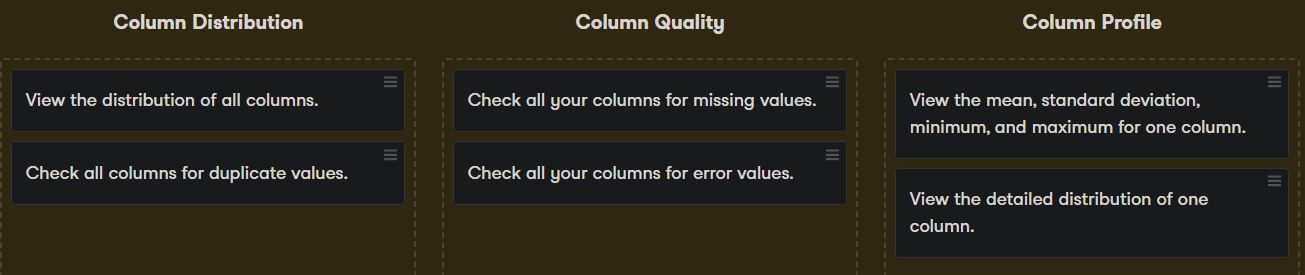 Column Distribution
View the distribution of all columns.
Check all columns for duplicate values.
Column Quality
Check all your columns for missing values.
Check all your columns for error values.
Column Profile
View the mean, standard deviation,
minimum, and maximum for one column.
View the detailed distribution of one
column.